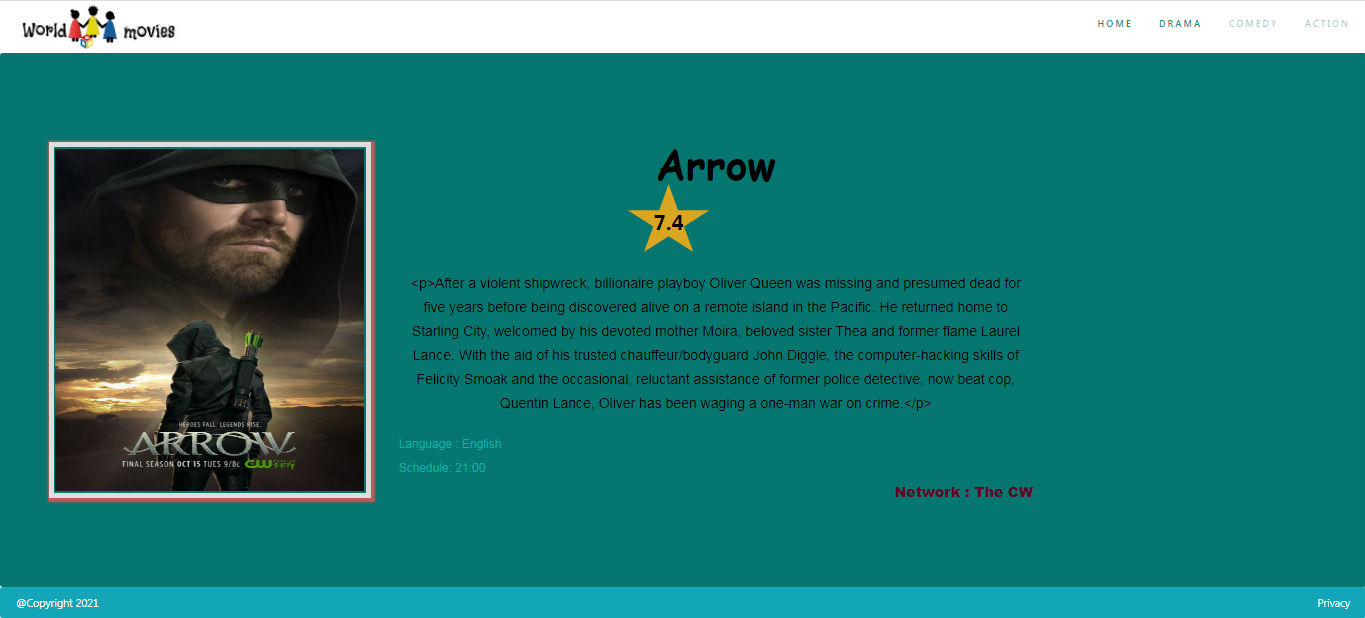 World movies
HOME DRAMA COMEDY ACTION
Arrow
7.4
<p>After a violent shipwreck, billionaire playboy Oliver Queen was missing and presumed dead for
five years before being discovered alive on a remote island in the Pacific. He returned home to
Starling City, welcomed by his devoted mother Moira, beloved sister Thea and former flame Laurel
Lance. With the aid of his trusted chauffeur/bodyguard John Diggle, the computer-hacking skills of
Felicity Smoak and the occasional, reluctant assistance of former police detective, now beat cop,
Quentin Lance, Oliver has been waging a one-man war on crime.</p>
HEROES FALL. LEGENDS RISE.
ARROW
FINAL SEASON OCT 15 TUES 9/8c CW
Language : English
Schedule: 21:00
Network : The CW
@Copyright 2021
Privacy